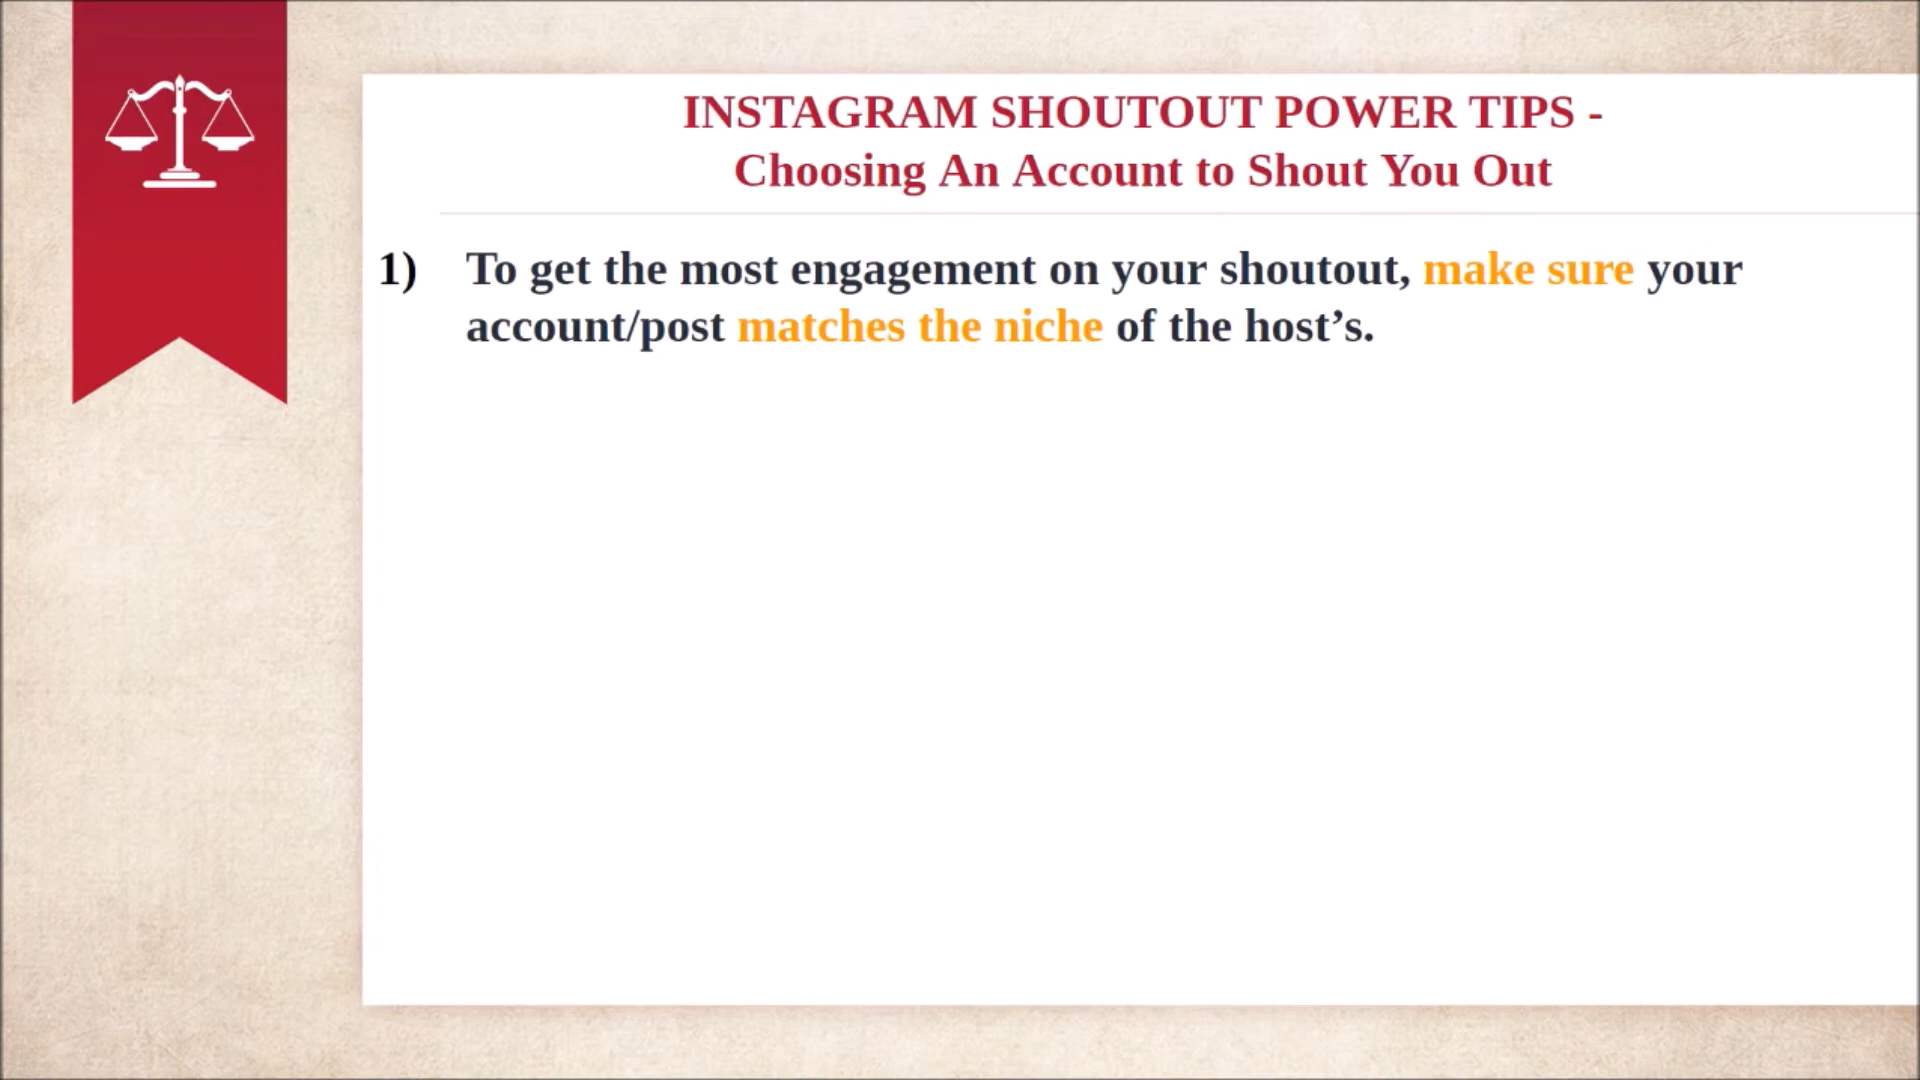 INSTAGRAM SHOUTOUT POWER TIPS -
Choosing An Account to Shout You Out
1) To get the most engagement on your shoutout, make sure your
account/post matches the niche of the host’s.